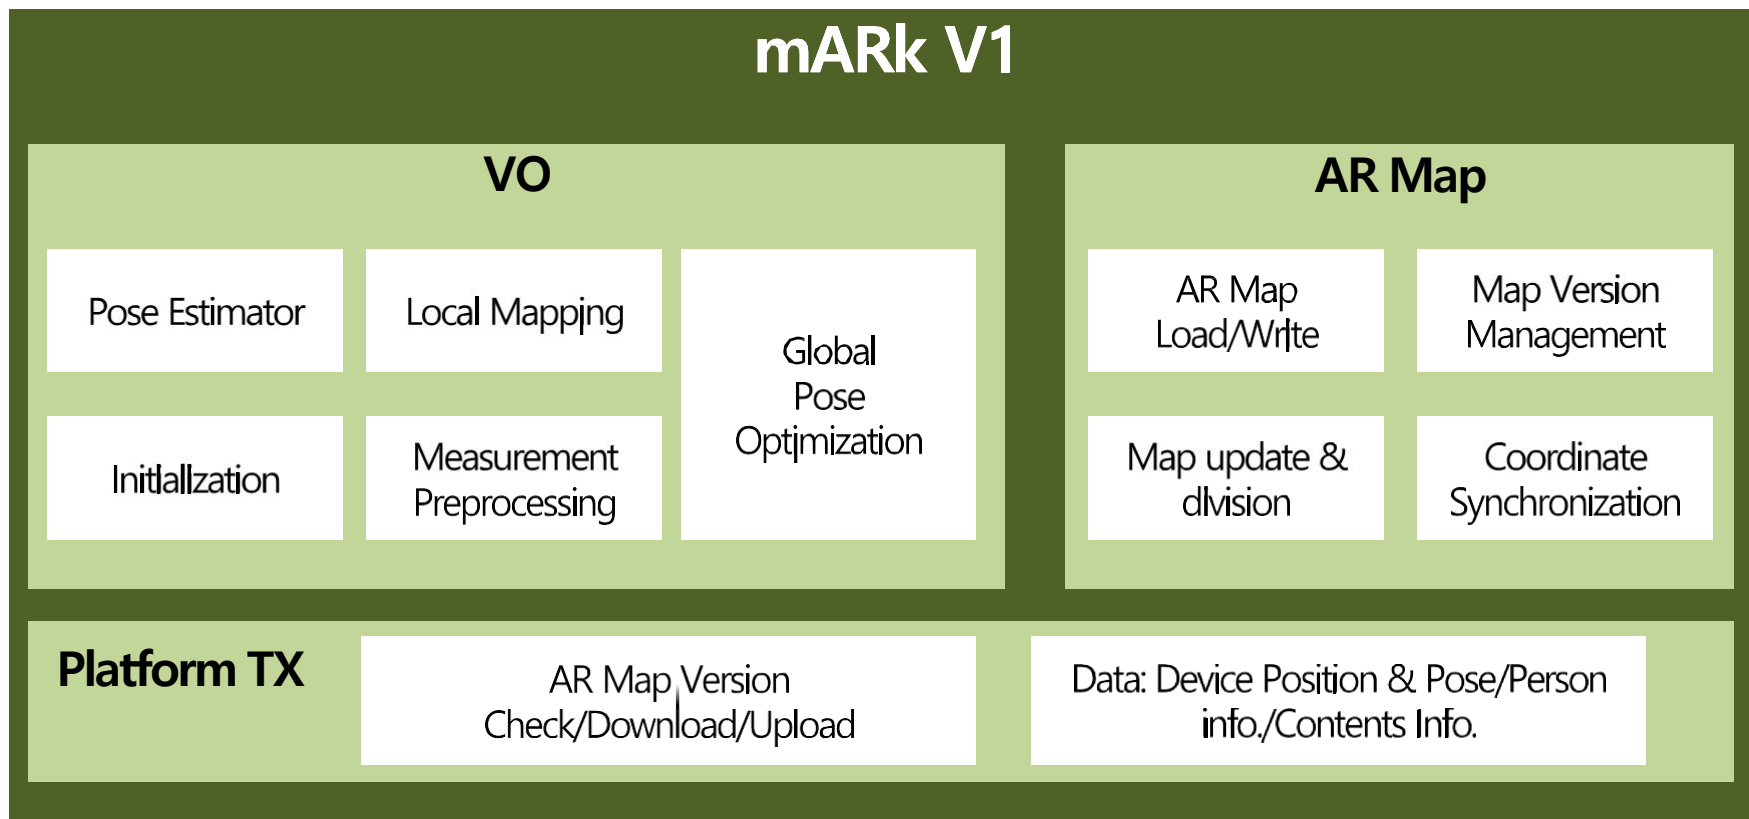 mARk V1
VO
Pose Estimator
Local Mapping
Global
Pose
Optimization
Initialization
Measurement
Preprocessing
AR Map
AR Map
Load/Write
Map Version
Management
Map update &
division
Coordinate
Synchronization
Platform TX
AR Map Version
Check/Download/Upload
Data: Device Position & Pose/Person
info./Contents Info.